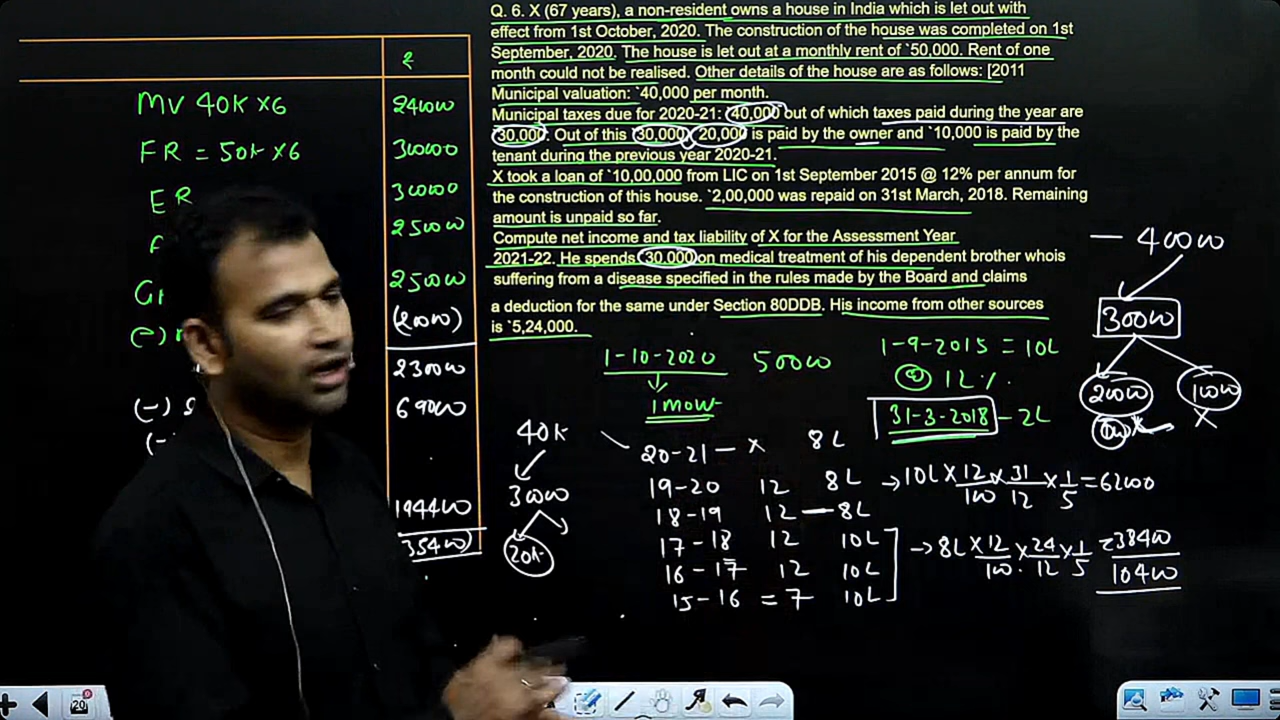 Q. 6. X (67 years), a non-resident owns a house in India which is let out with
effect from 1st October, 2020. The construction of the house was completed on 1st
September, 2020. The house is let out at a monthly rent of `50,000. Rent of one
month could not be realised. Other details of the house are as follows: [2011
Municipal valuation: `40,000 per month.
Municipal taxes due for 2020-21: `40,000 out of which taxes paid during the year are
`30,000. Out of this `30,000, `20,000 is paid by the owner and `10,000 is paid by the
tenant during the previous year 2020-21.
X took a loan of `10,00,000 from LIC on 1st September 2015 @ 12% per annum for
the construction of this house. `2,00,000 was repaid on 31st March, 2018. Remaining
amount is unpaid so far.
Compute net income and tax liability of X for the Assessment Year
2021-22. He spends `30,000 on medical treatment of his dependent brother whois
suffering from a disease specified in the rules made by the Board and claims
a deduction for the same under Section 80DDB. His income from other sources
is `5,24,000.
₹
MV 40K X6 240000
FR = 50K X6 300000
ER 300000
250000
250000
(-) (20000)
230000
(-) 69000
(-)
194400
(35400)
1-10-2020 50000
1 mon-
1-9-2015 = 10L
@ 12%
31-3-2018 - 2L
40K
30000
20K
20-21 - X 8L
19-20 12 8L
18-19 12 - 8L
17-18 12 10L
16-17 12 10L
15-16 = 7 10L
→ 10L X 12/100 X 31/12 X 1/5 = 62000
→ 8L X 12/100 X 24/12 X 1/5 = 38400
10400
— 40000
30000
20000 10000
X